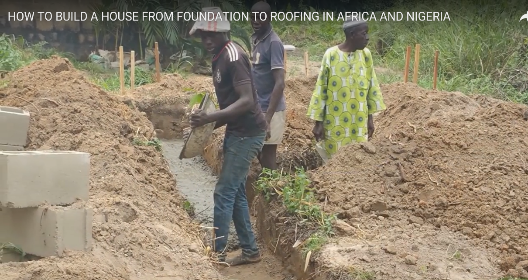 HOW TO BUILD A HOUSE FROM FOUNDATION TO ROOFING IN AFRICA AND NIGERIA